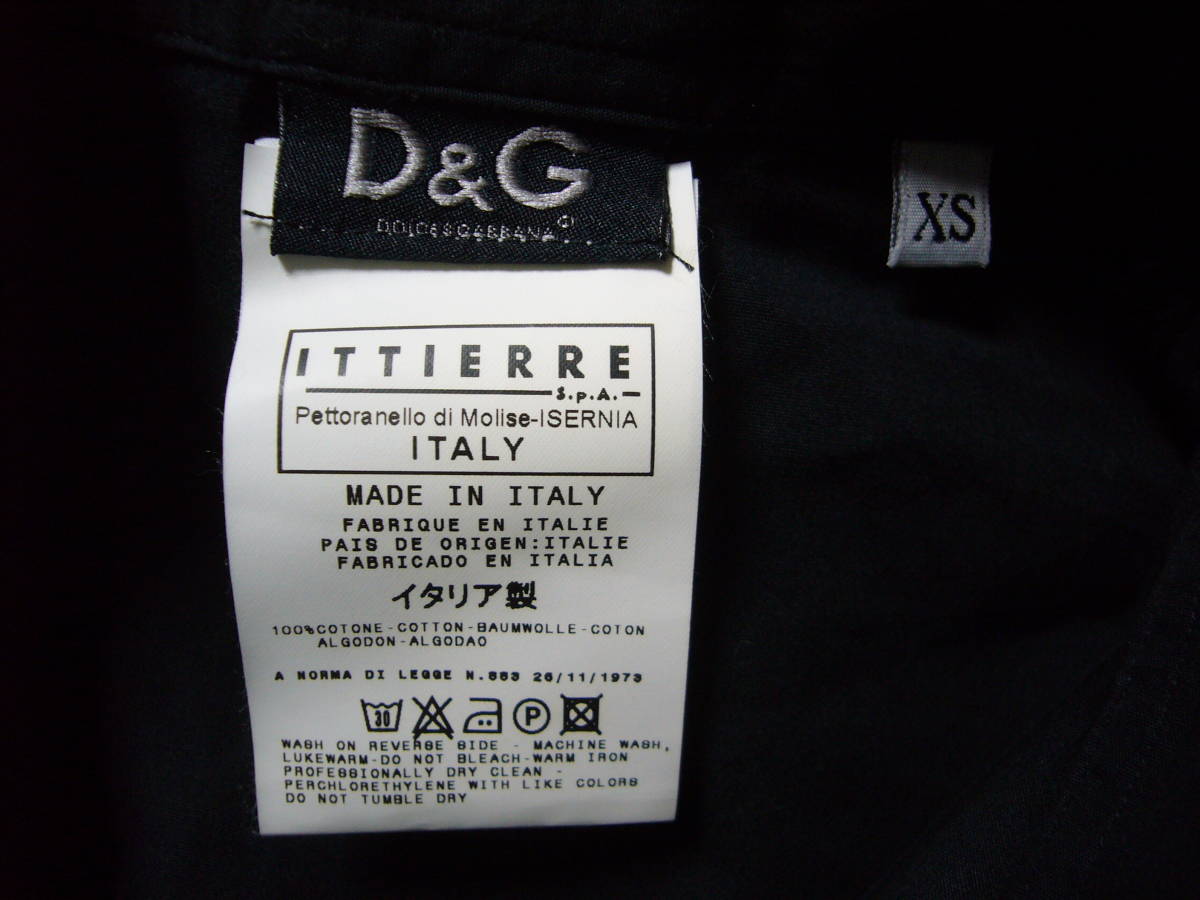 D&G
DOLCE&GABBANA®
XS
ITTIERRE
S.p.A.
Pettoranello di Molise-ISERNIA
ITALY
MADE IN ITALY
FABRIQUE EN ITALIE
PAIS DE ORIGEN:ITALIE
FABRICADO EN ITALIA
イタリア製
100%COTONE-COTTON-BAUMWOLLE-COTON
ALGODON-ALGODAO
A NORMA DI LEGGE N.883 26/11/1973
30 P
WASH ON REVERSE SIDE - MACHINE WASH,
LUKEWARM-DO NOT BLEACH-WARM IRON
PROFESSIONALLY DRY CLEAN -
PERCHLORETHYLENE WITH LIKE COLORS
DO NOT TUMBLE DRY